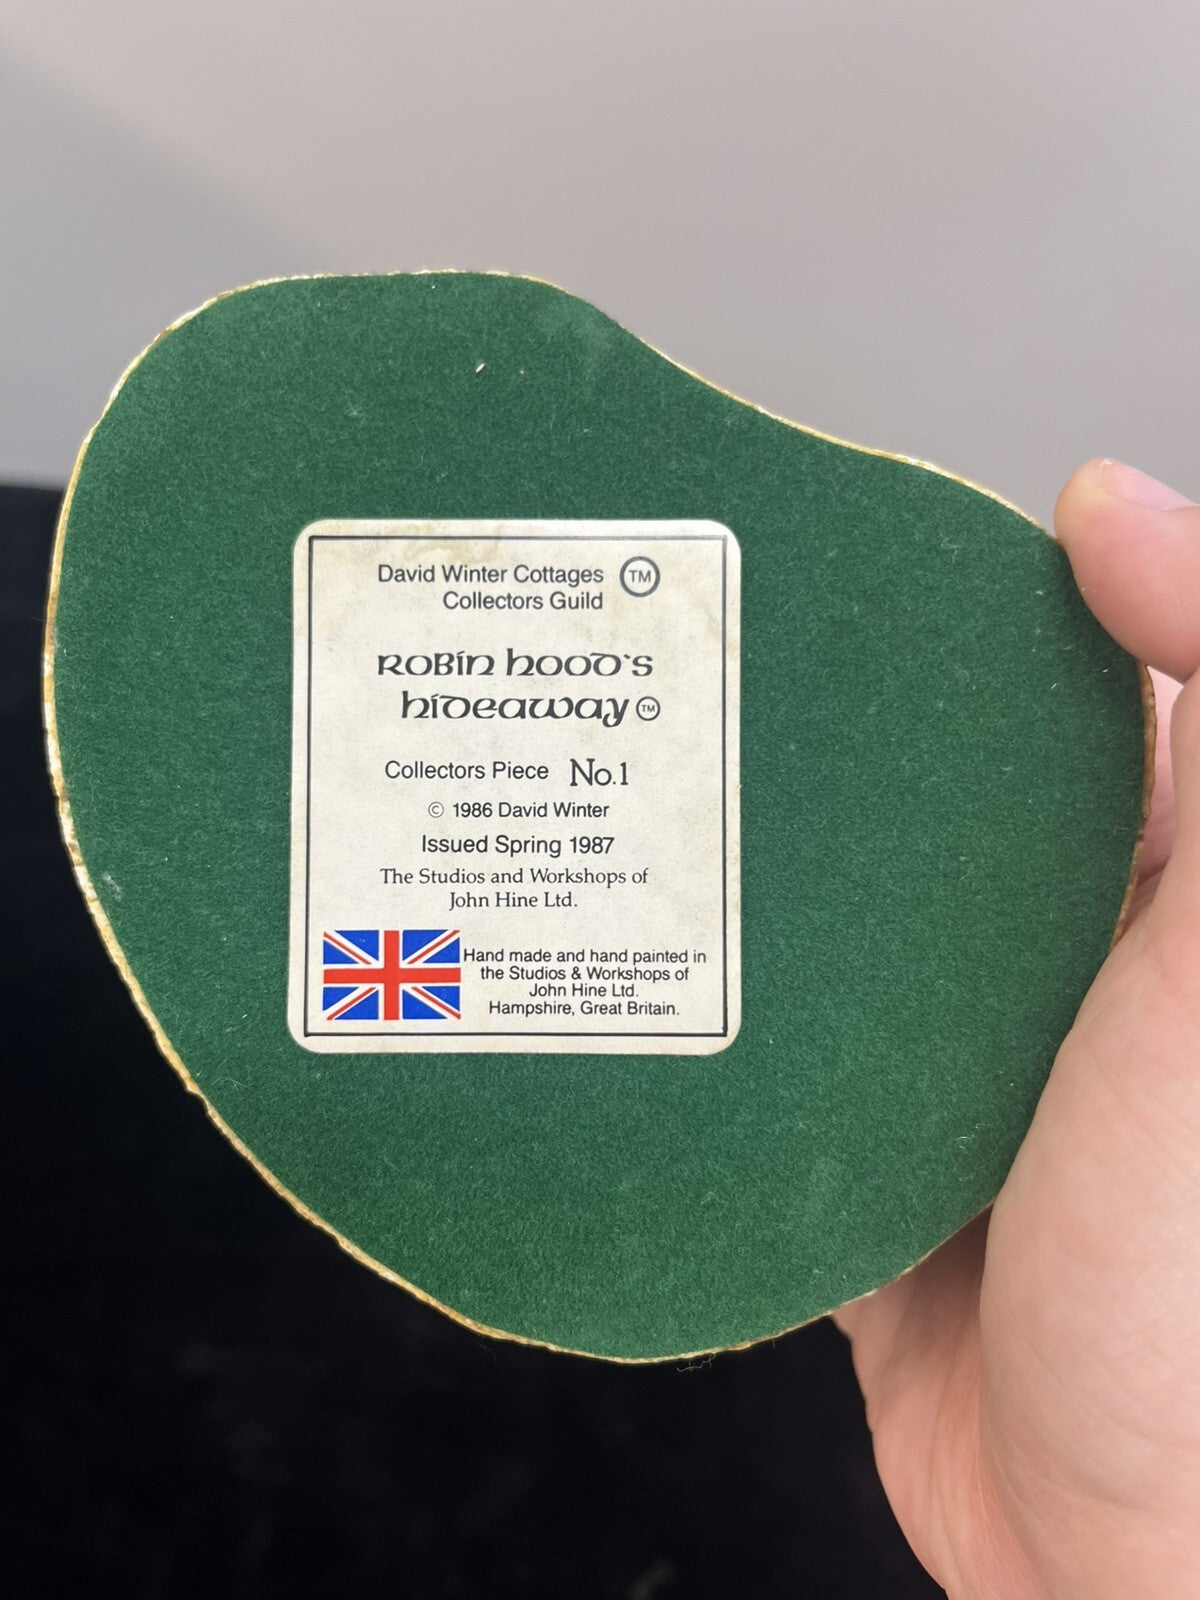 David Winter Cottages TM
Collectors Guild
Robin Hood's
Hideaway TM
Collectors Piece No.1
© 1986 David Winter
Issued Spring 1987
The Studios and Workshops of
John Hine Ltd.
Hand made and hand painted in
the Studios & Workshops of
John Hine Ltd.
Hampshire, Great Britain.